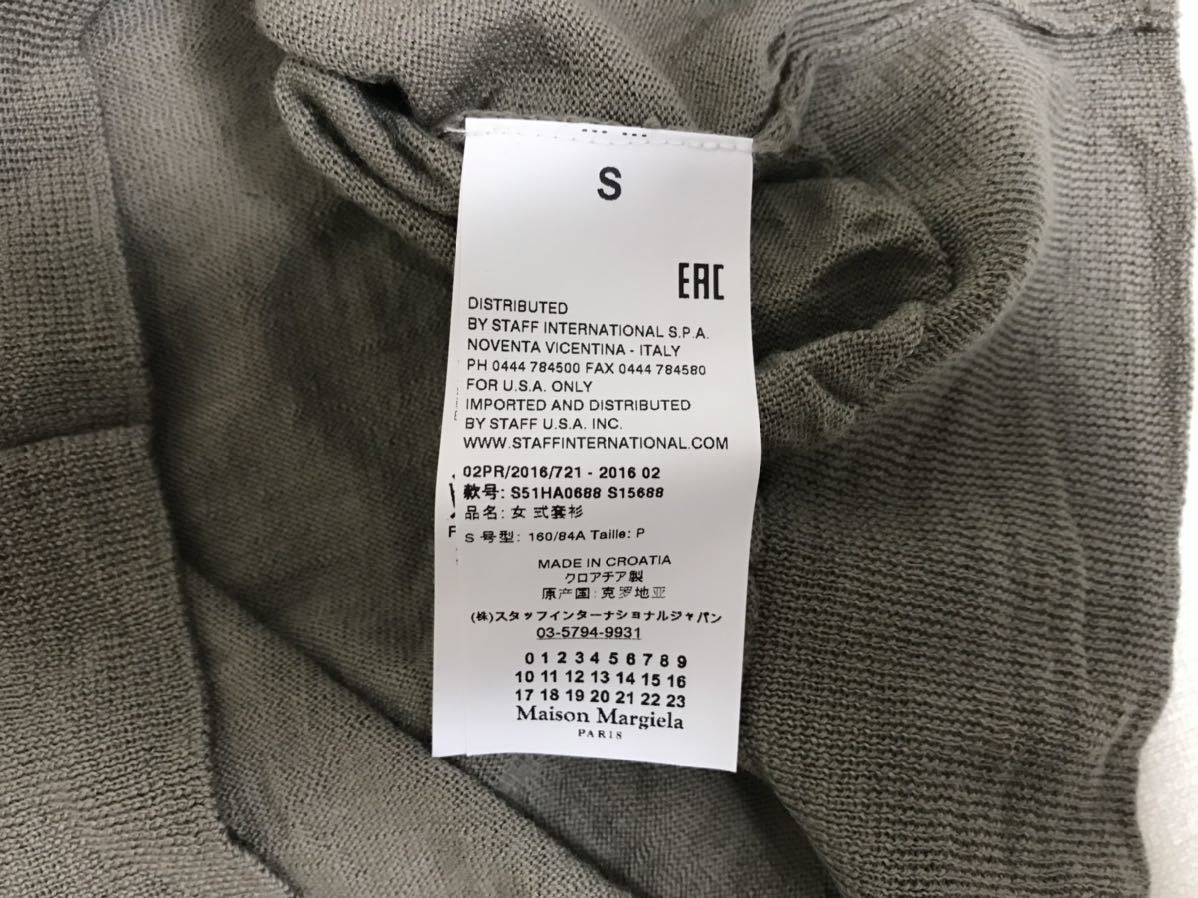 S
EAC
DISTRIBUTED
BY STAFF INTERNATIONAL S.P.A.
NOVENTA VICENTINA - ITALY
PH 0444 784500 FAX 0444 784580
FOR U.S.A. ONLY
IMPORTED AND DISTRIBUTED
BY STAFF U.S.A. INC.
WWW.STAFFINTERNATIONAL.COM
02PR/2016/721 - 2016 02
款号: S51HA0688 S15688
品名: 女 式套衫
S 号型: 160/84A Taille: P
MADE IN CROATIA
クロアチア製
原产国: 克罗地亚
(株)スタッフインターナショナルジャパン
03-5794-9931
0 1 2 3 4 5 6 7 8 9
10 11 12 13 14 15 16
17 18 19 20 21 22 23
Maison Margiela
PARIS